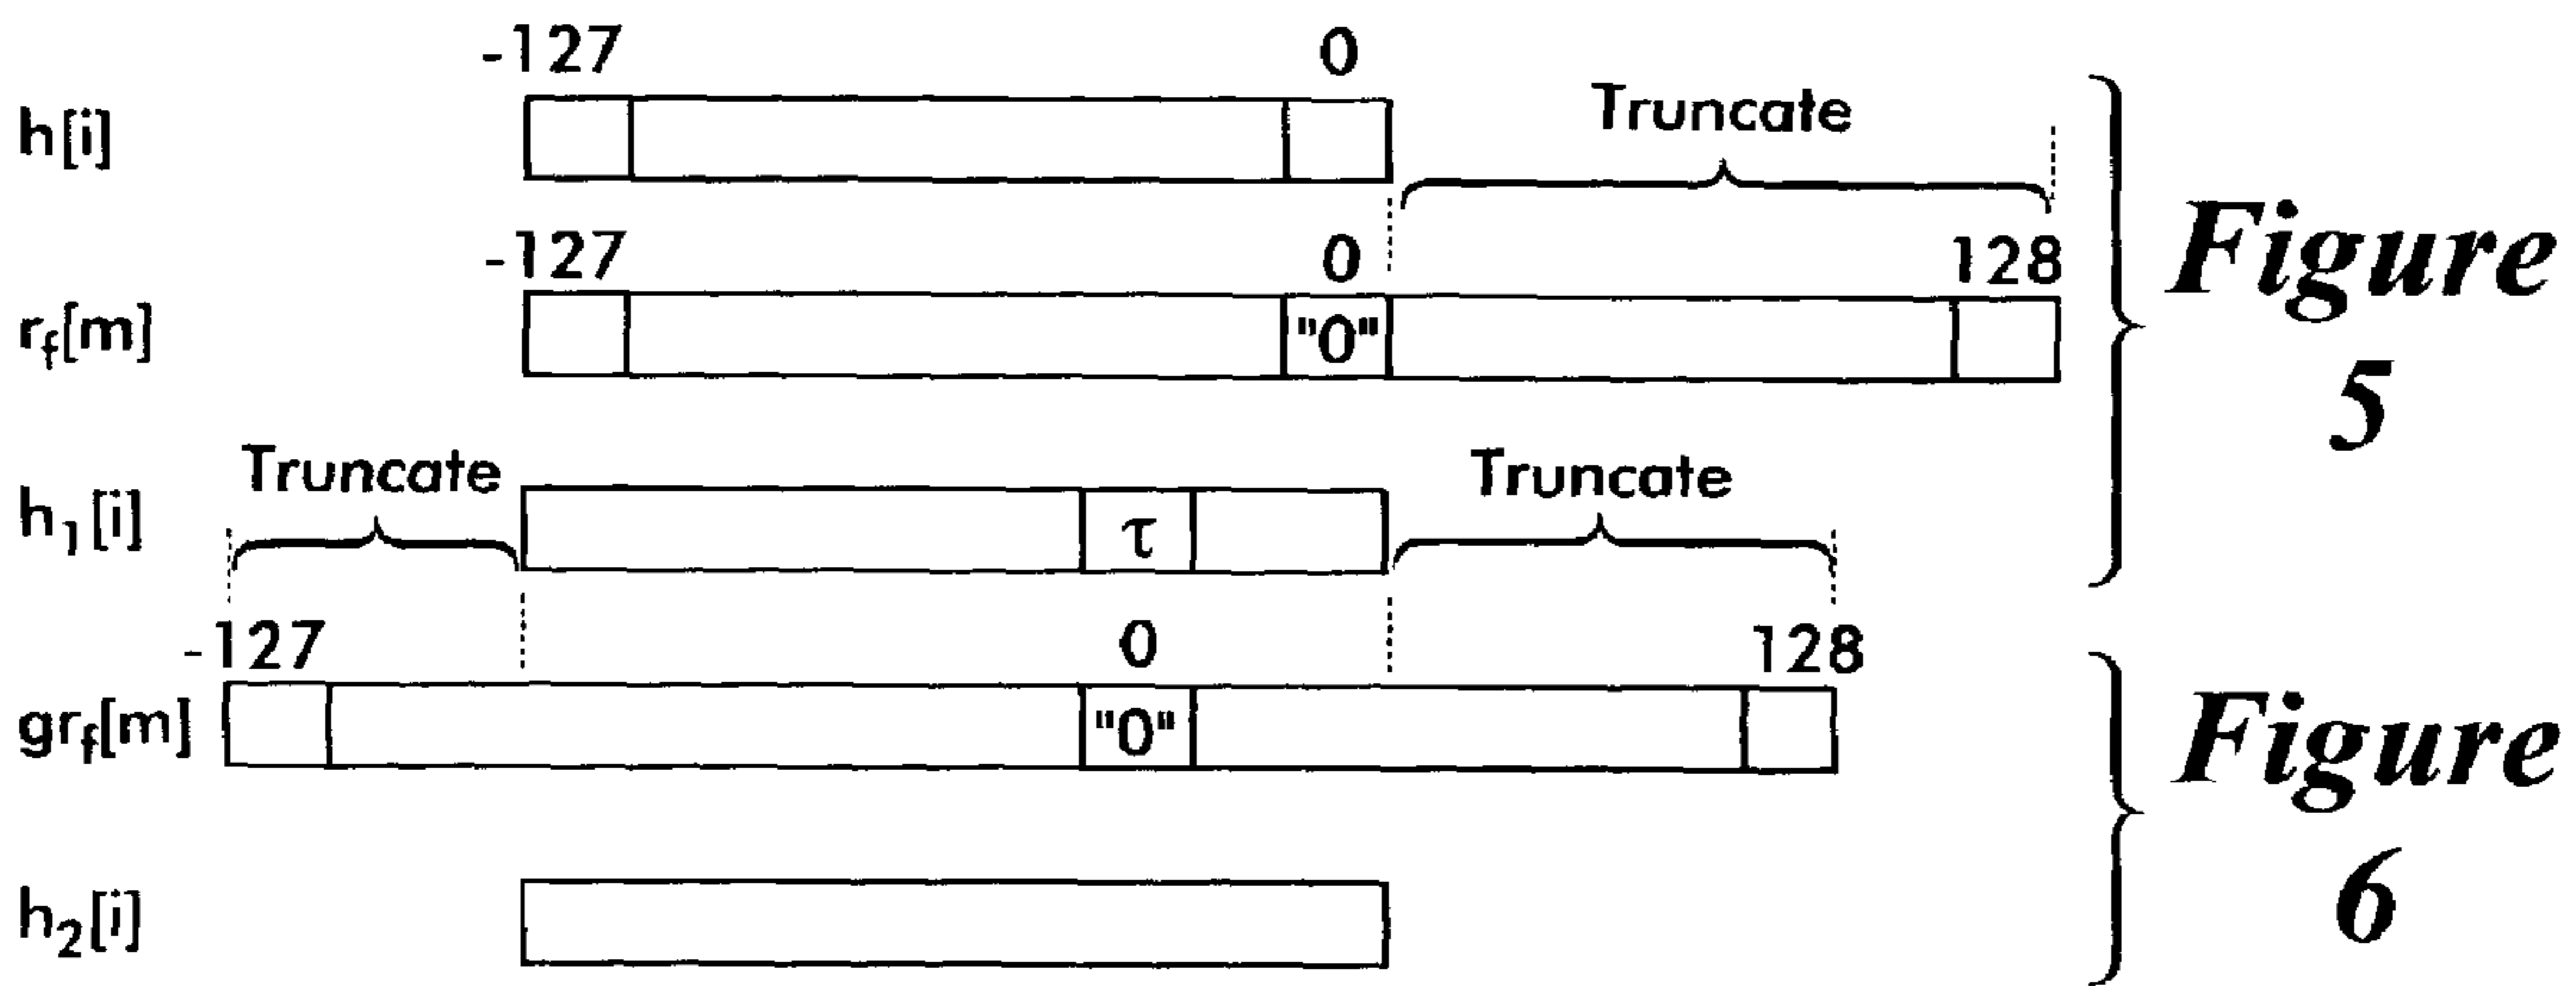 -127 0
h[i] Truncate
-127 0 128
r_f[m] "0"
Figure 5
Truncate Truncate
h_1[i] τ
-127 0 128
gr_f[m] "0"
Figure 6
h_2[i]